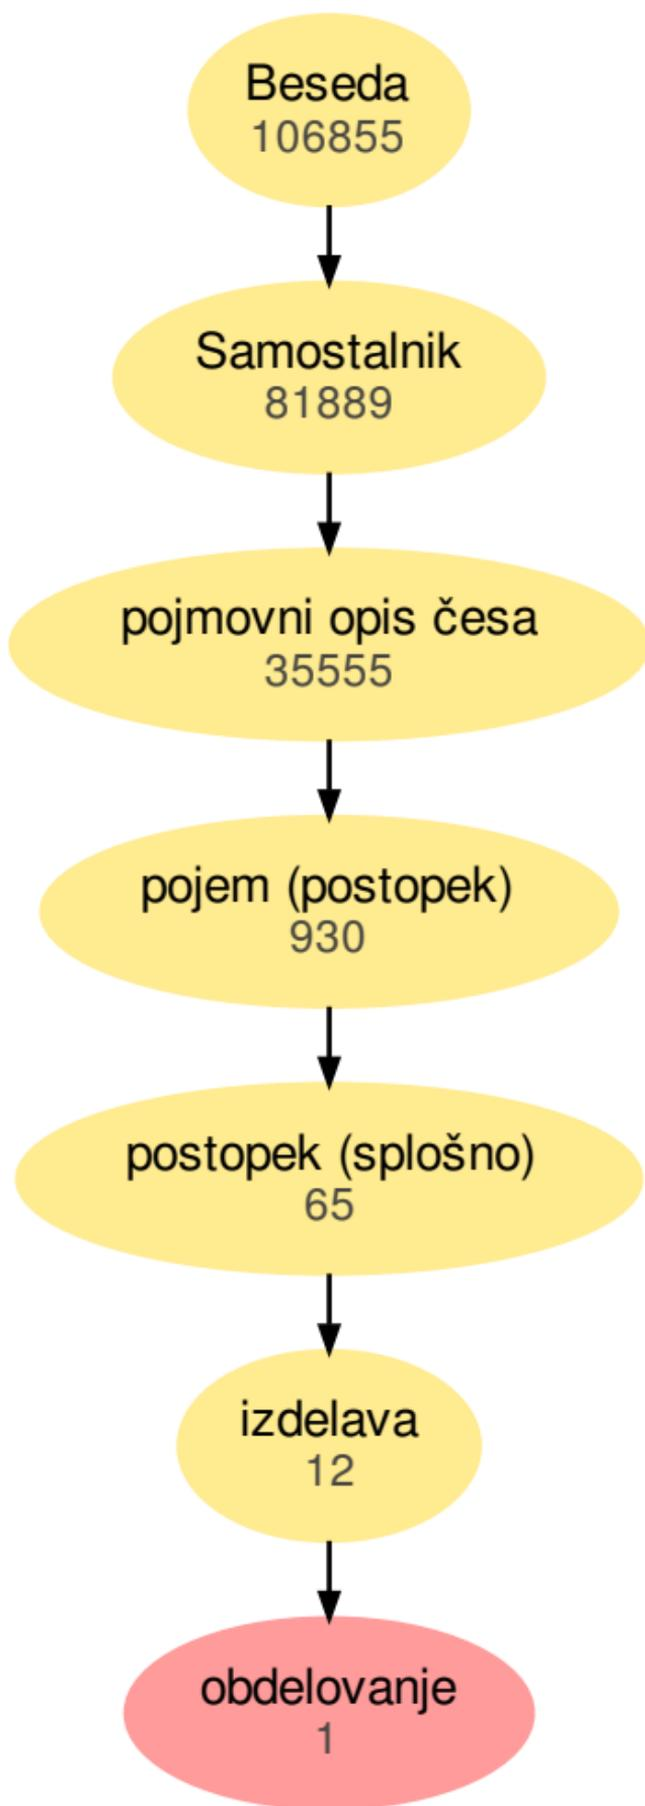 Beseda
106855
Samostalnik
81889
pojmovni opis česa
35555
pojem (postopek)
930
postopek (splošno)
65
izdelava
12
obdelovanje
1